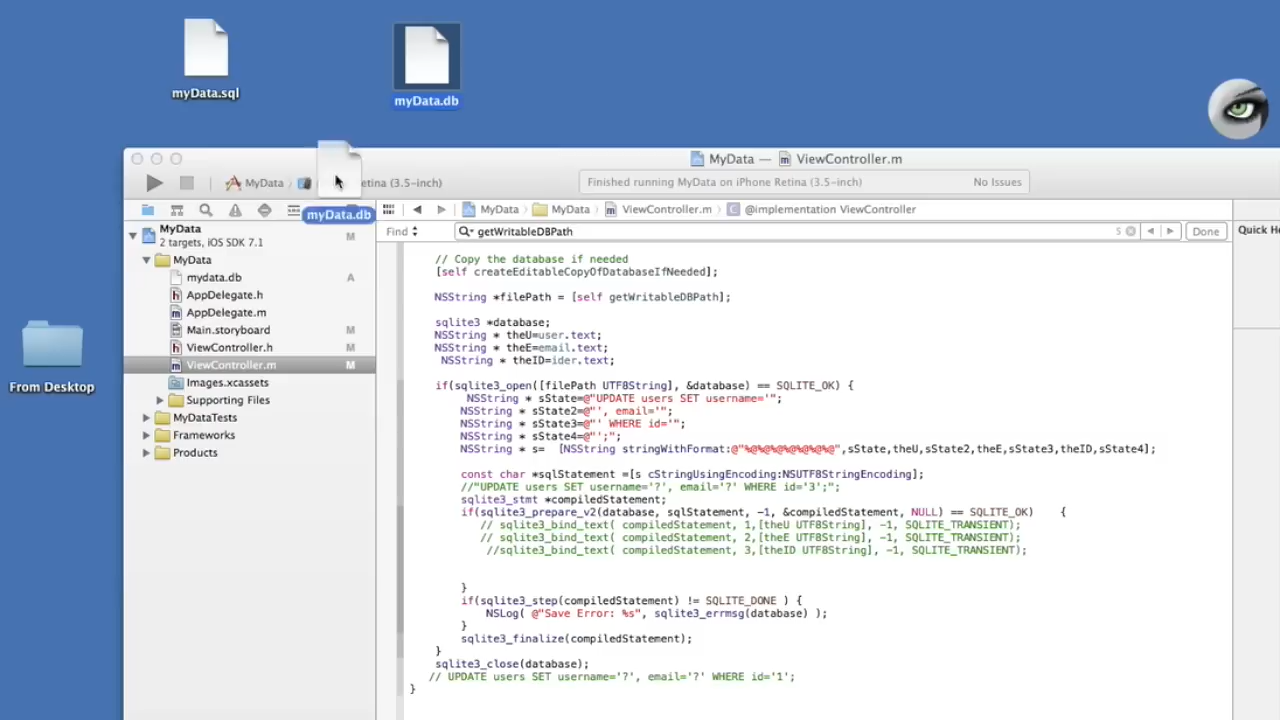 myData.sql
myData.db
MyData — ViewController.m
MyData
etina (3.5-inch)
Finished running MyData on iPhone Retina (3.5-inch)
No Issues
myData.db
MyData
MyData
ViewController.m
@implementation ViewController
MyData
M
2 targets, iOS SDK 7.1
Find
getWritableDBPath
5
Done
Quick He
MyData
mydata.db
A
AppDelegate.h
AppDelegate.m
Main.storyboard
M
ViewController.h
M
ViewController.m
M
Images.xcassets
Supporting Files
MyDataTests
Frameworks
Products
From Desktop
// Copy the database if needed
[self createEditableCopyOfDatabaseIfNeeded];
NSString *filePath = [self getWritableDBPath];
sqlite3 *database;
NSString * theU=user.text;
NSString * theE=email.text;
NSString * theID=ider.text;
if(sqlite3_open([filePath UTF8String], &database) == SQLITE_OK) {
NSString * sState=@"UPDATE users SET username='";
NSString * sState2=@"', email='";
NSString * sState3=@"' WHERE id='";
NSString * sState4=@"';";
NSString * s=  [NSString stringWithFormat:@"%@%@%@%@%@%@%@",sState,theU,sState2,theE,sState3,theID,sState4];
const char *sqlStatement =[s cStringUsingEncoding:NSUTF8StringEncoding];
//"UPDATE users SET username='?', email='?' WHERE id='3';";
sqlite3_stmt *compiledStatement;
if(sqlite3_prepare_v2(database, sqlStatement, -1, &compiledStatement, NULL) == SQLITE_OK)    {
// sqlite3_bind_text( compiledStatement, 1,[theU UTF8String], -1, SQLITE_TRANSIENT);
// sqlite3_bind_text( compiledStatement, 2,[theE UTF8String], -1, SQLITE_TRANSIENT);
//sqlite3_bind_text( compiledStatement, 3,[theID UTF8String], -1, SQLITE_TRANSIENT);
}
if(sqlite3_step(compiledStatement) != SQLITE_DONE ) {
NSLog( @"Save Error: %s", sqlite3_errmsg(database) );
}
sqlite3_finalize(compiledStatement);
}
sqlite3_close(database);
// UPDATE users SET username='?', email='?' WHERE id='1';
}